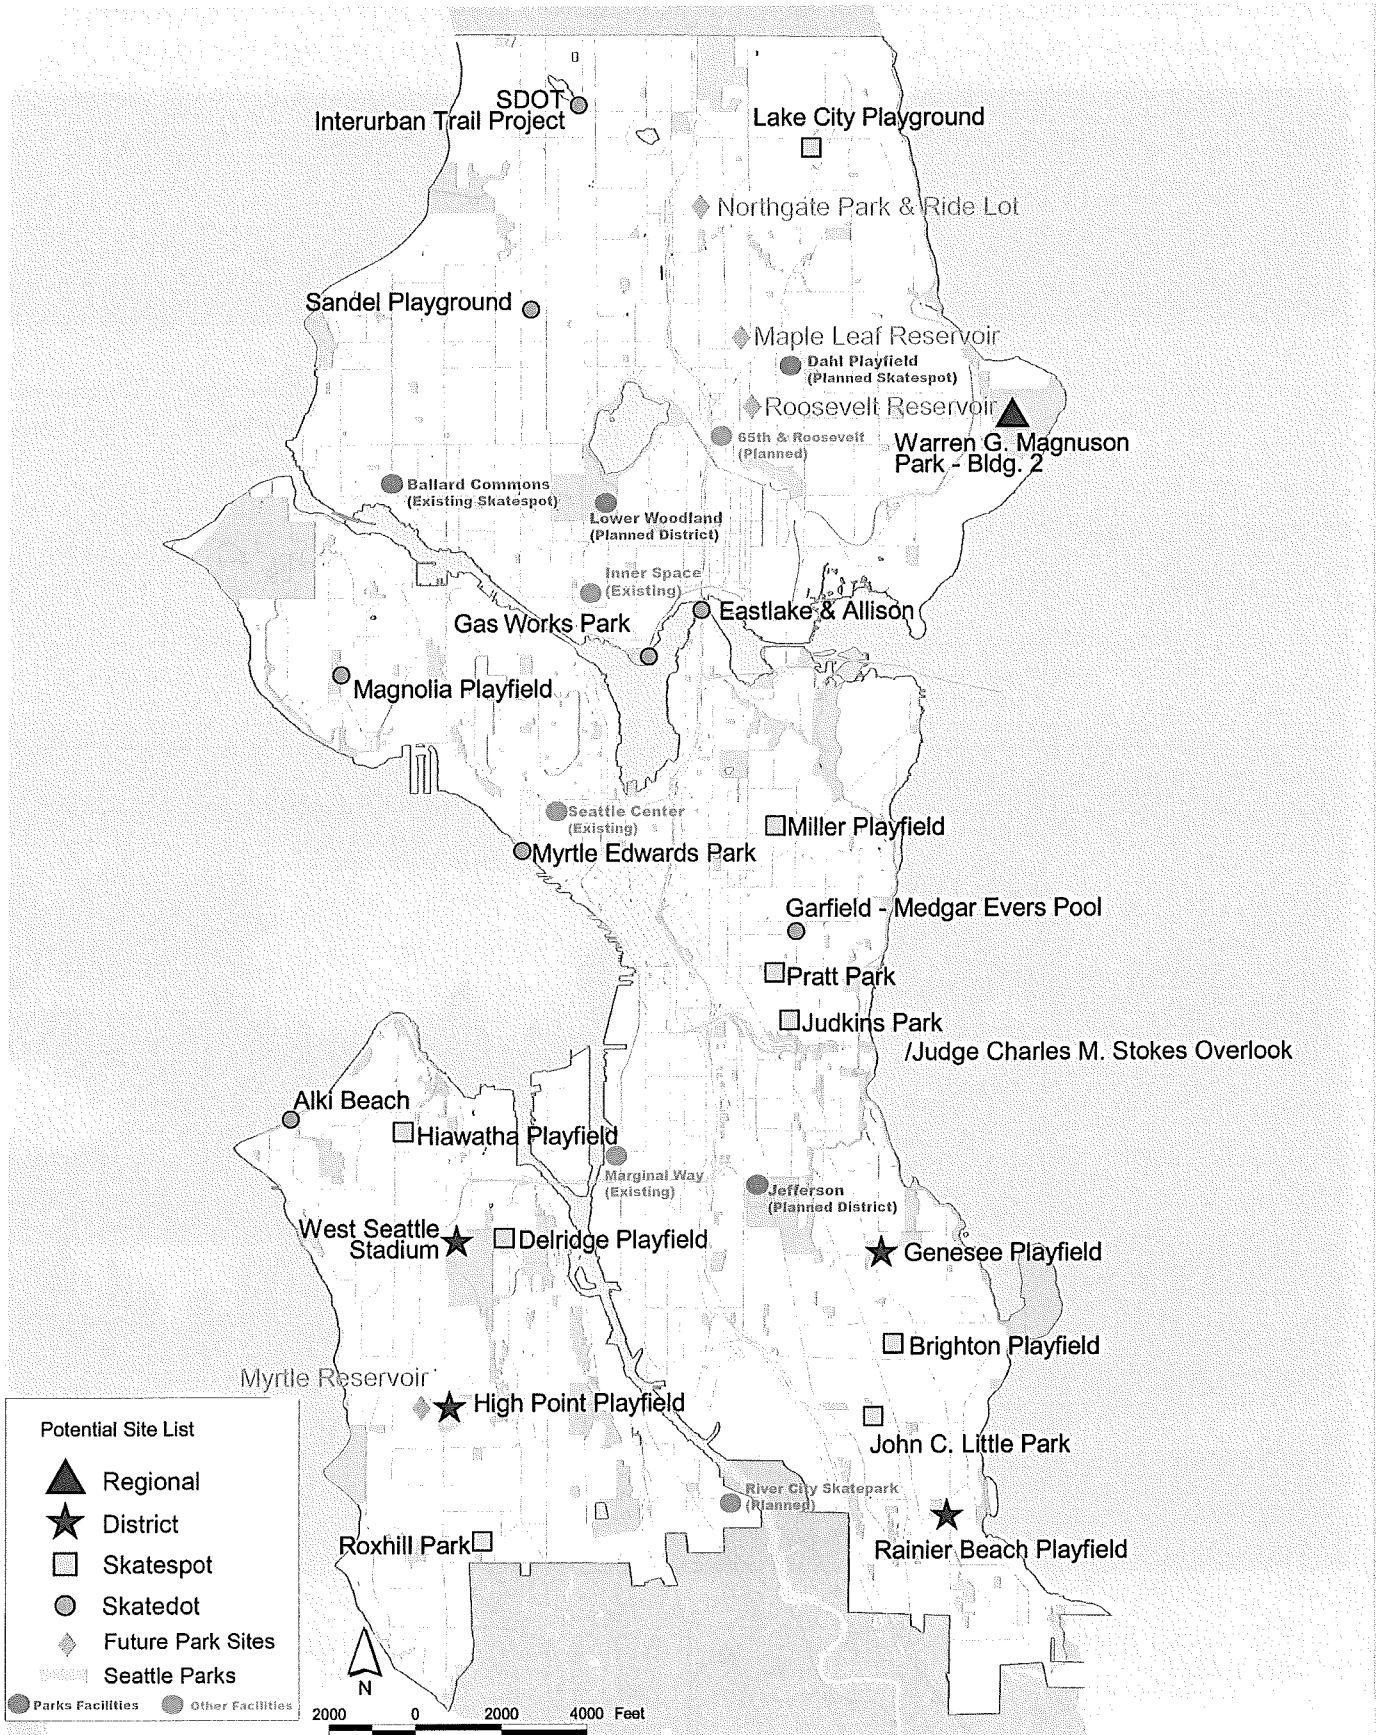 SDOT
Interurban Trail Project
Lake City Playground
Northgate Park & Ride Lot
Sandel Playground
Maple Leaf Reservoir
Dahl Playfield
(Planned Skatespot)
Roosevelt Reservoir
65th & Roosevelt
(Planned)
Warren G. Magnuson
Park - Bldg. 2
Ballard Commons
(Existing Skatespot)
Lower Woodland
(Planned District)
Inner Space
(Existing)
Eastlake & Allison
Gas Works Park
Magnolia Playfield
Seattle Center
(Existing)
Miller Playfield
Myrtle Edwards Park
Garfield - Medgar Evers Pool
Pratt Park
Judkins Park
/Judge Charles M. Stokes Overlook
Alki Beach
Hiawatha Playfield
Marginal Way
(Existing)
Jefferson
(Planned District)
West Seattle
Stadium
Delridge Playfield
Genesee Playfield
Brighton Playfield
Myrtle Reservoir
High Point Playfield
John C. Little Park
River City Skatepark
(Planned)
Roxhill Park
Rainier Beach Playfield
Potential Site List
Regional
District
Skatespot
Skatedot
Future Park Sites
Seattle Parks
Parks Facilities
Other Facilities
N
2000 0 2000 4000 Feet